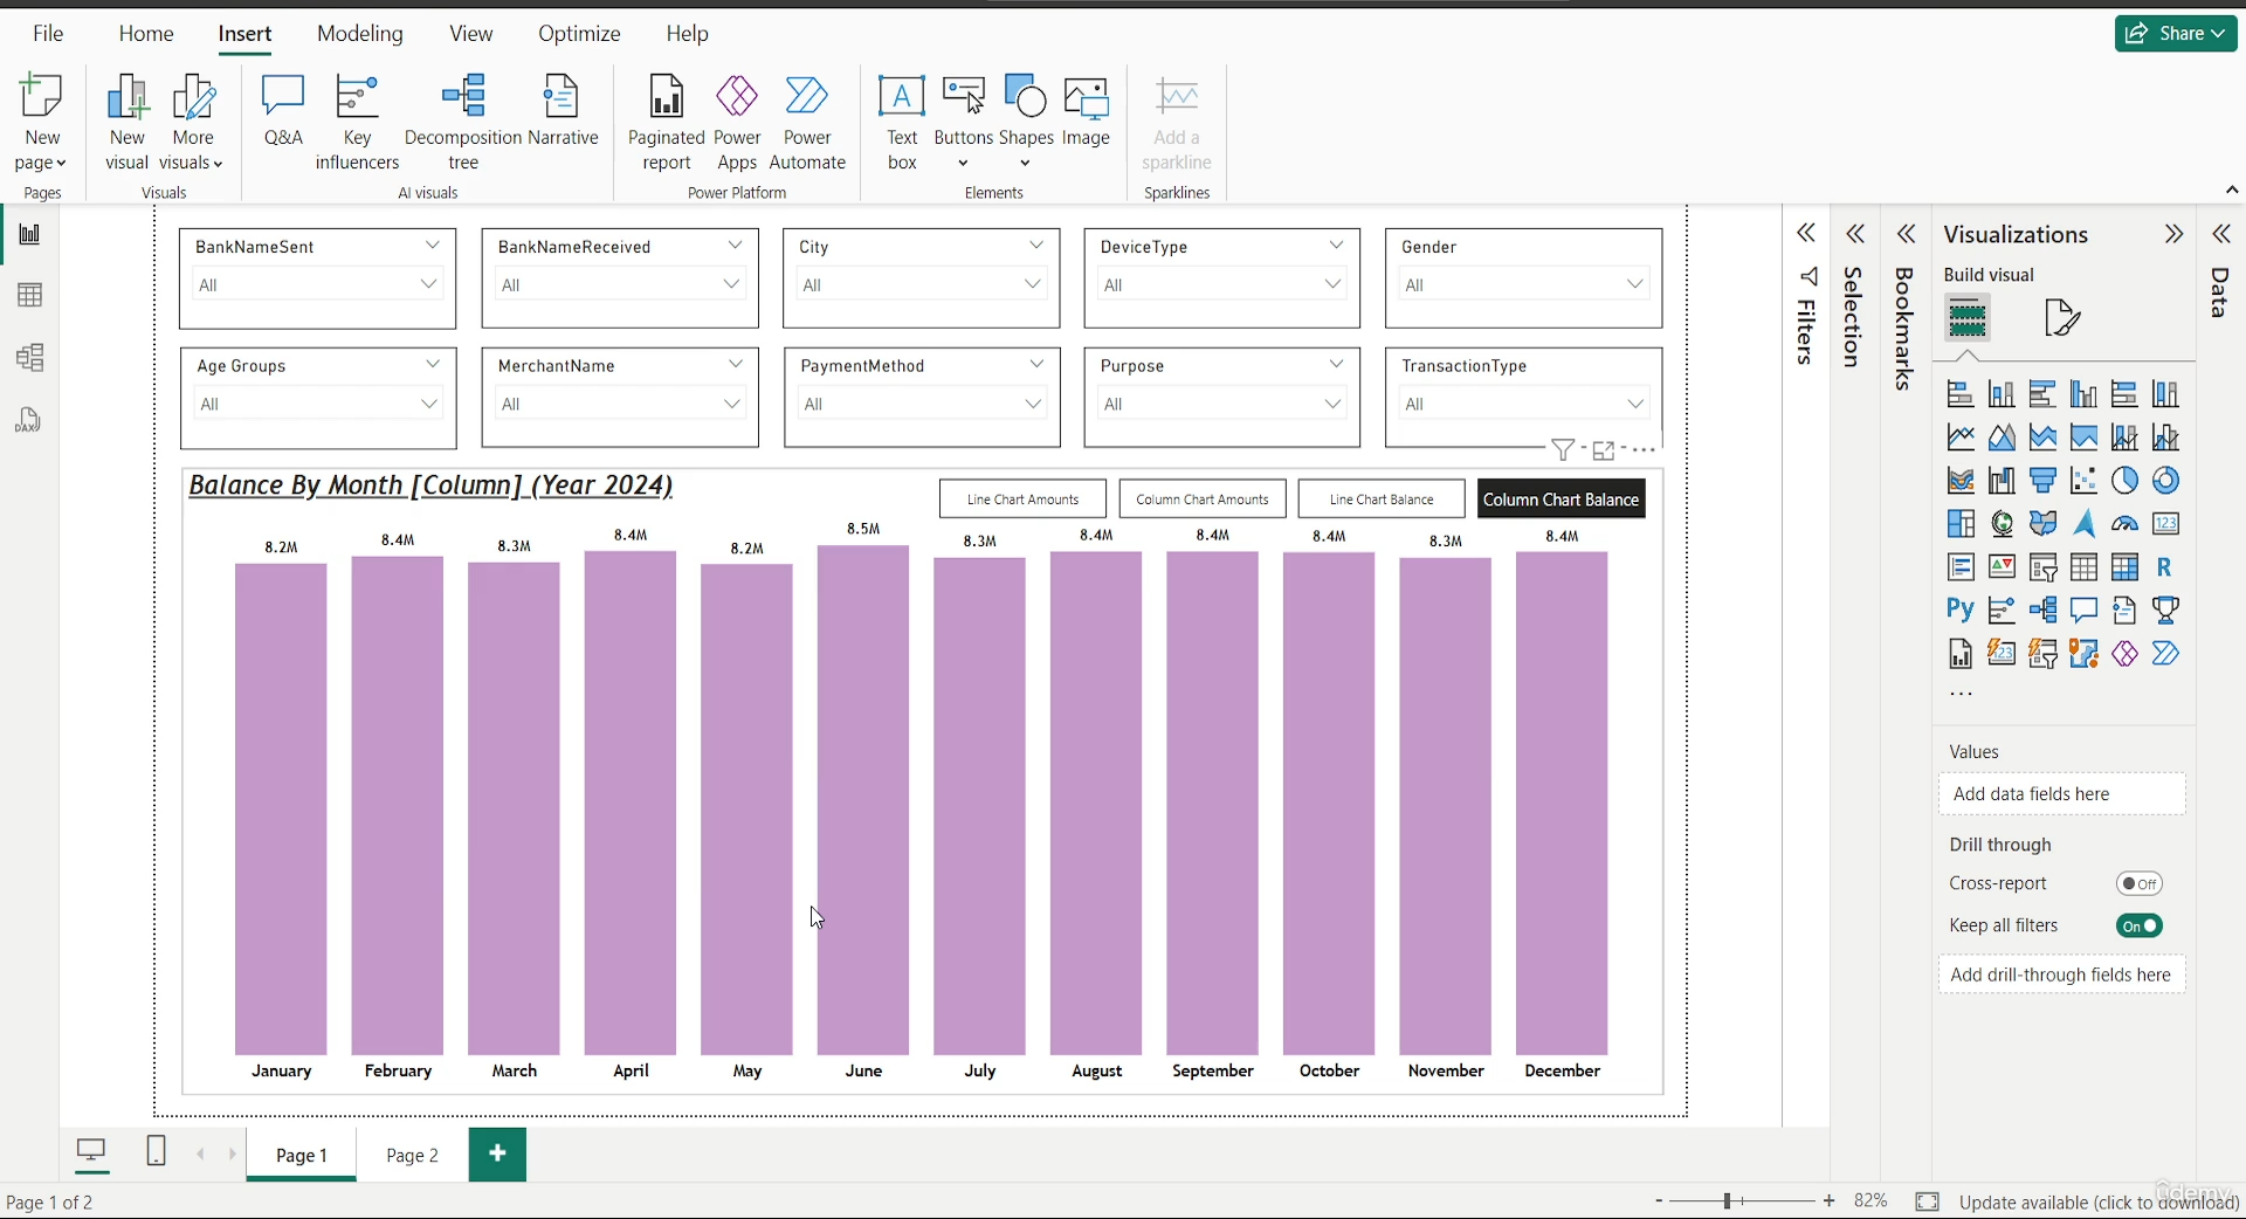 File Home Insert Modeling View Optimize Help Share
New page
New visual
More visuals
Q&A
Key influencers
Decomposition tree
Narrative
Paginated report
Power Apps
Power Automate
Text box
Buttons
Shapes
Image
Add a sparkline
Pages Visuals AI visuals Power Platform Elements Sparklines
BankNameSent BankNameReceived City DeviceType Gender
All All All All All
Age Groups MerchantName PaymentMethod Purpose TransactionType
All All All All All
Balance By Month [Column] (Year 2024)
Line Chart Amounts Column Chart Amounts Line Chart Balance Column Chart Balance
8.2M 8.4M 8.3M 8.4M 8.2M 8.5M 8.3M 8.4M 8.4M 8.4M 8.3M 8.4M
January February March April May June July August September October November December
DAX
Filters
Selection
Bookmarks
Visualizations
Data
Build visual
123
R
Py
123
...
Values
Add data fields here
Drill through
Cross-report Off
Keep all filters On
Add drill-through fields here
Page 1 Page 2 +
Page 1 of 2
- + 82% Update available (click to download)
ûdemy